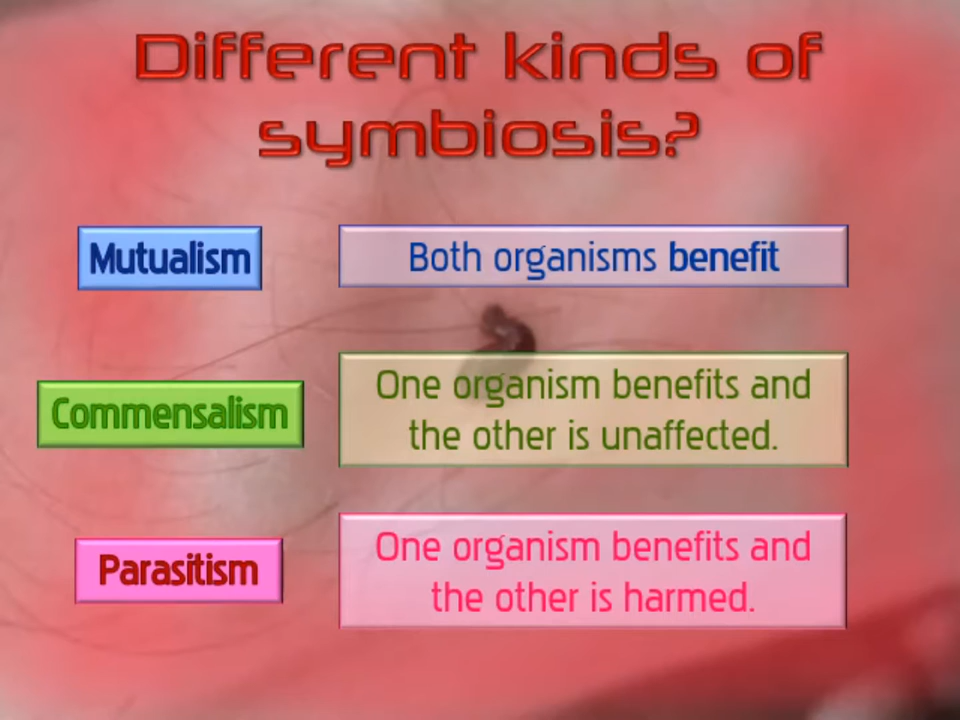 Different kinds of
symbiosis?
Mutualism
Both organisms benefit
Commensalism
One organism benefits and
the other is unaffected.
Parasitism
One organism benefits and
the other is harmed.